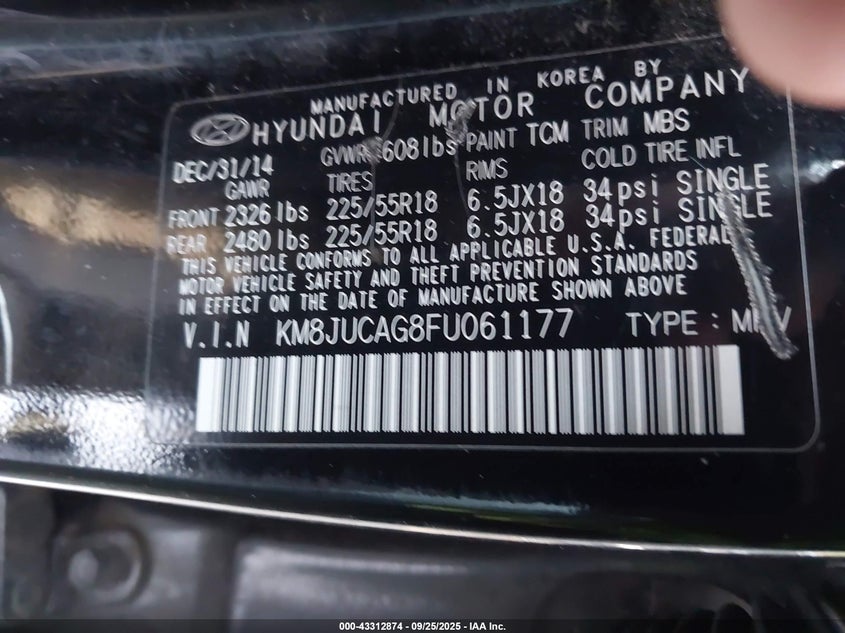 MANUFACTURED IN KOREA BY
HYUNDAI MOTOR COMPANY
DEC/31/14 GVWR 608lbs PAINT TCM TRIM MBS
GAWR TIRES RIMS COLD TIRE INFL
FRONT 2326 lbs 225/55R18 6.5JX18 34psi SINGLE
REAR 2480 lbs 225/55R18 6.5JX18 34psi SINGLE
THIS VEHICLE CONFORMS TO ALL APPLICABLE U.S.A. FEDERAL
MOTOR VEHICLE SAFETY AND THEFT PREVENTION STANDARDS
IN EFFECT ON THE DATE OF MANUFACTURE SHOWN ABOVE
V.I.N KM8JUCAG8FU061177 TYPE : MPV
000-43312874 - 09/25/2025 - IAA Inc.